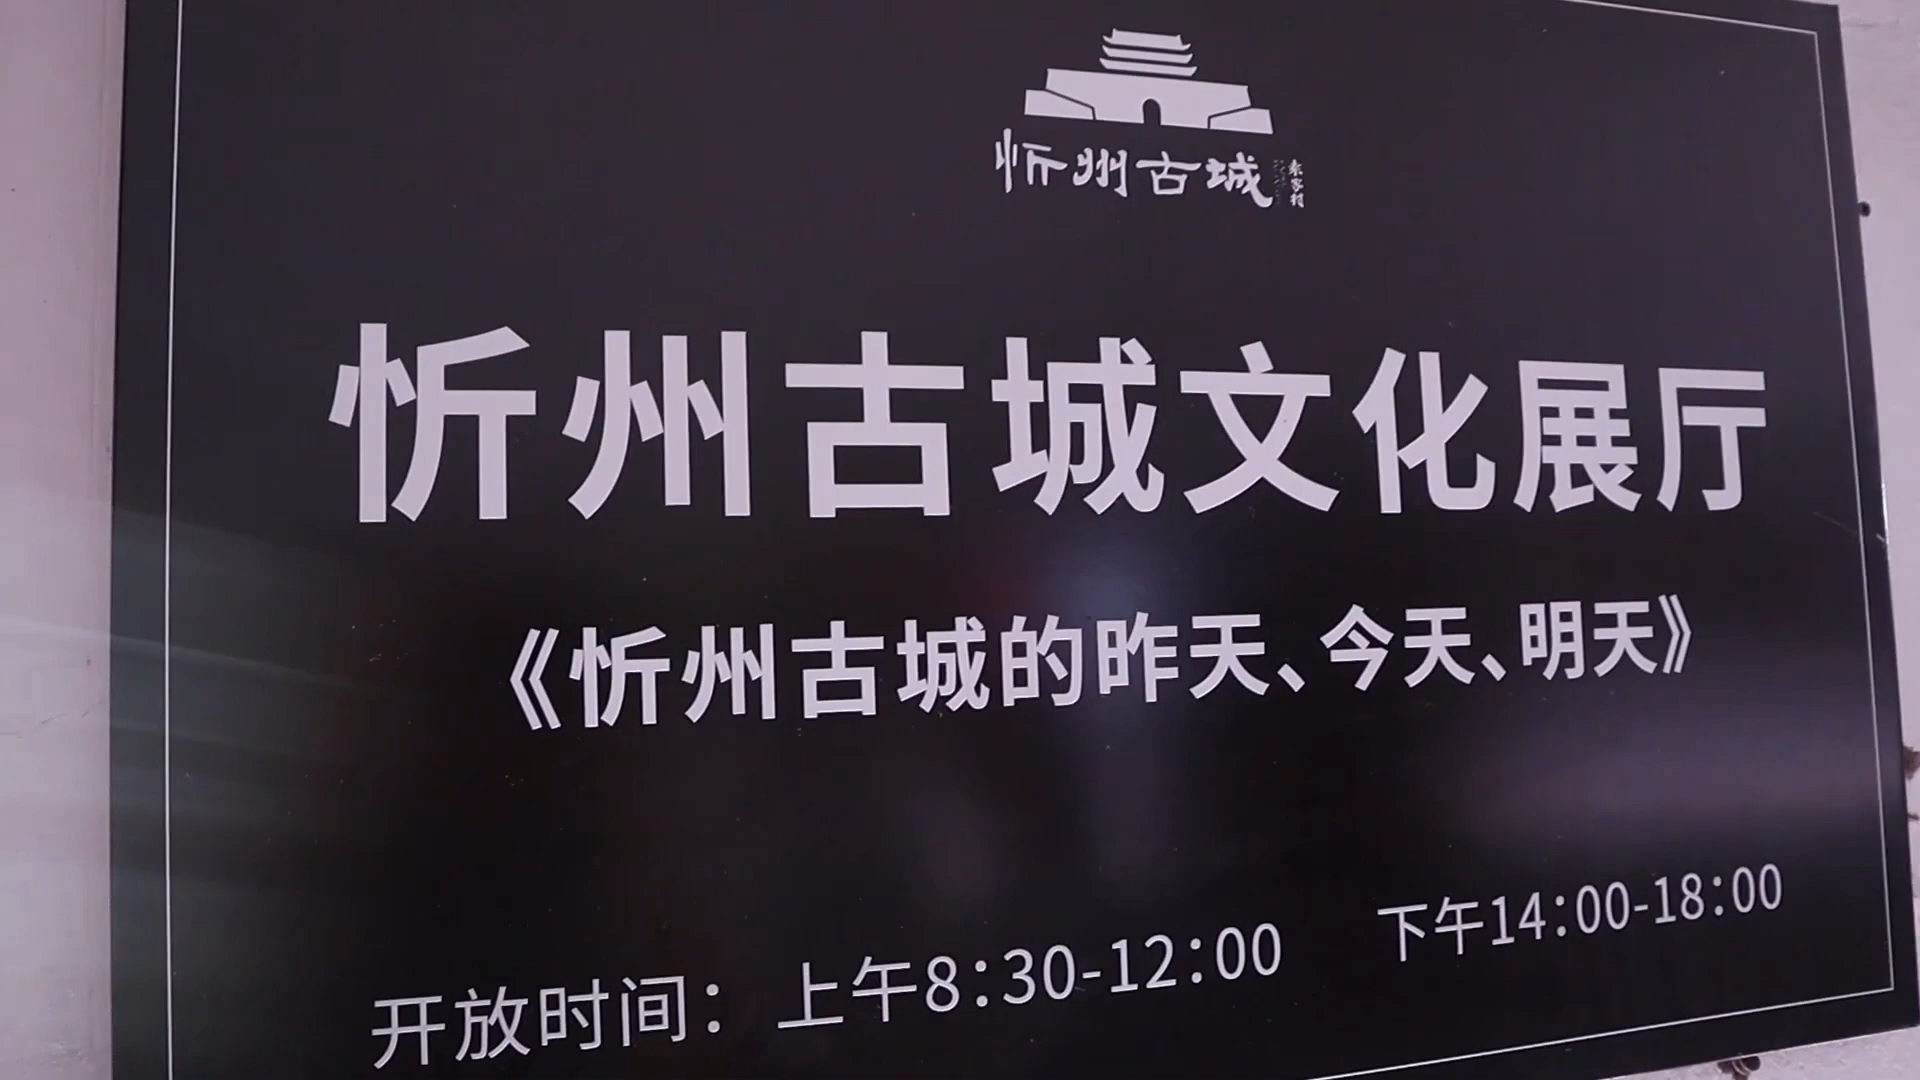 忻州古城
忻州古城文化展厅
《忻州古城的昨天、今天、明天》
开放时间：上午8:30-12:00 下午14:00-18:00